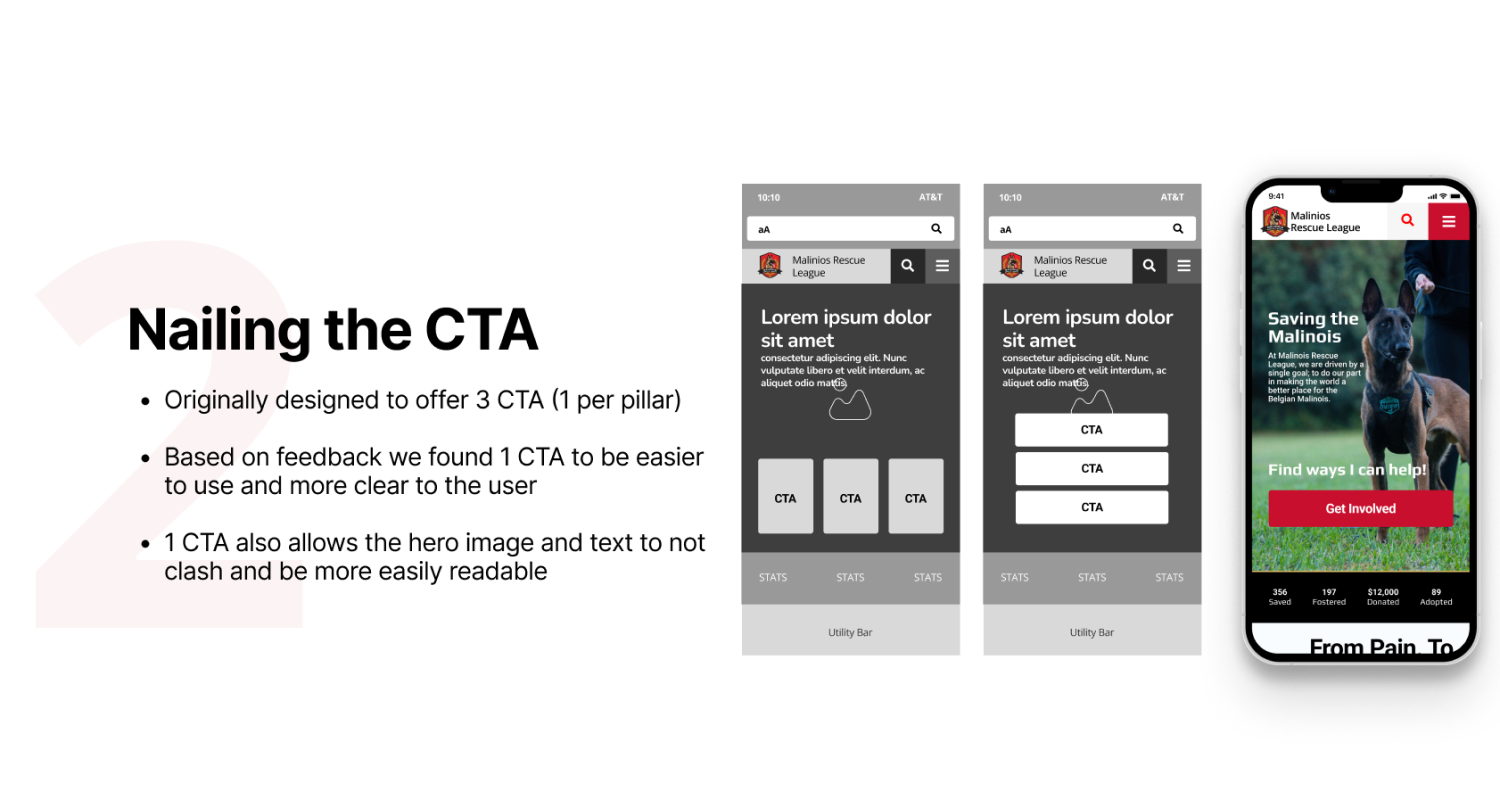 2
Nailing the CTA
Originally designed to offer 3 CTA (1 per pillar)
Based on feedback we found 1 CTA to be easier
to use and more clear to the user
1 CTA also allows the hero image and text to not
clash and be more easily readable
10:10 AT&T
aA
Malinios Rescue
League
Lorem ipsum dolor
sit amet
consectetur adipiscing elit. Nunc
vulputate libero et velit interdum, ac
aliquet odio mattis.
CTA CTA CTA
STATS STATS STATS
Utility Bar
10:10 AT&T
aA
Malinios Rescue
League
Lorem ipsum dolor
sit amet
consectetur adipiscing elit. Nunc
vulputate libero et velit interdum, ac
aliquet odio mattis.
CTA
CTA
CTA
STATS STATS STATS
Utility Bar
9:41
Malinios
Rescue League
Saving the
Malinois
At Malinois Rescue
League, we are driven by a
single goal; to do our part
in making the world a
better place for the
Belgian Malinois.
Find ways I can help!
Get Involved
356 197 $12,000 89
Saved Fostered Donated Adopted
From Pain, To